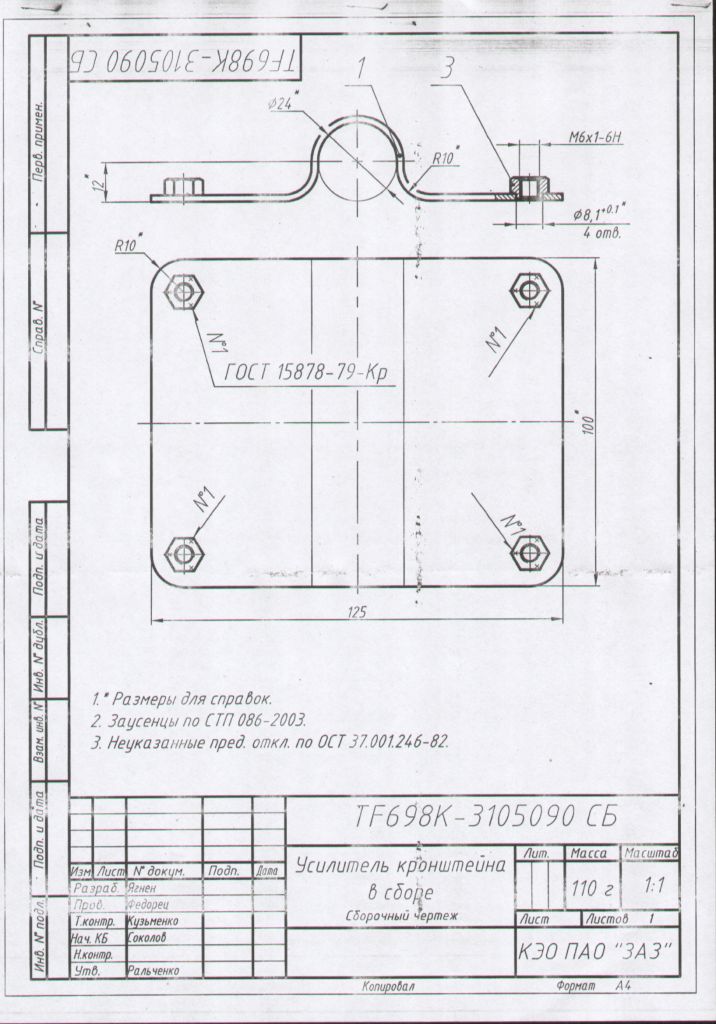 TF698K-3105090 СБ
1
3
Ø24*
М6х1-6Н
R10*
12*
Ø8,1+0.1*
4 отв.
R10*
№1
№1
ГОСТ 15878-79-Кр
100*
№1
№1
125
1.* Размеры для справок.
2. Заусенцы по СТП 086-2003.
3. Неуказанные пред. откл. по ОСТ 37.001.246-82.
Перв. примен.
Справ. №
Подп. и дата
Инв. № дубл.
Взам. инв. №
Подп. и дата
Инв. № подл.
TF698K-3105090 СБ
Изм Лист № докум. Подп. Дата
Разраб. Ягнен
Пров. Федорец
Т.контр. Кузьменко
Нач. КБ Соколов
Н.контр.
Утв. Ральченко
Усилитель кронштейна
в сборе
Сборочный чертеж
Лит. Масса Масштаб
110 г 1:1
Лист Листов 1
КЭО ПАО "ЗАЗ"
Копировал Формат А4